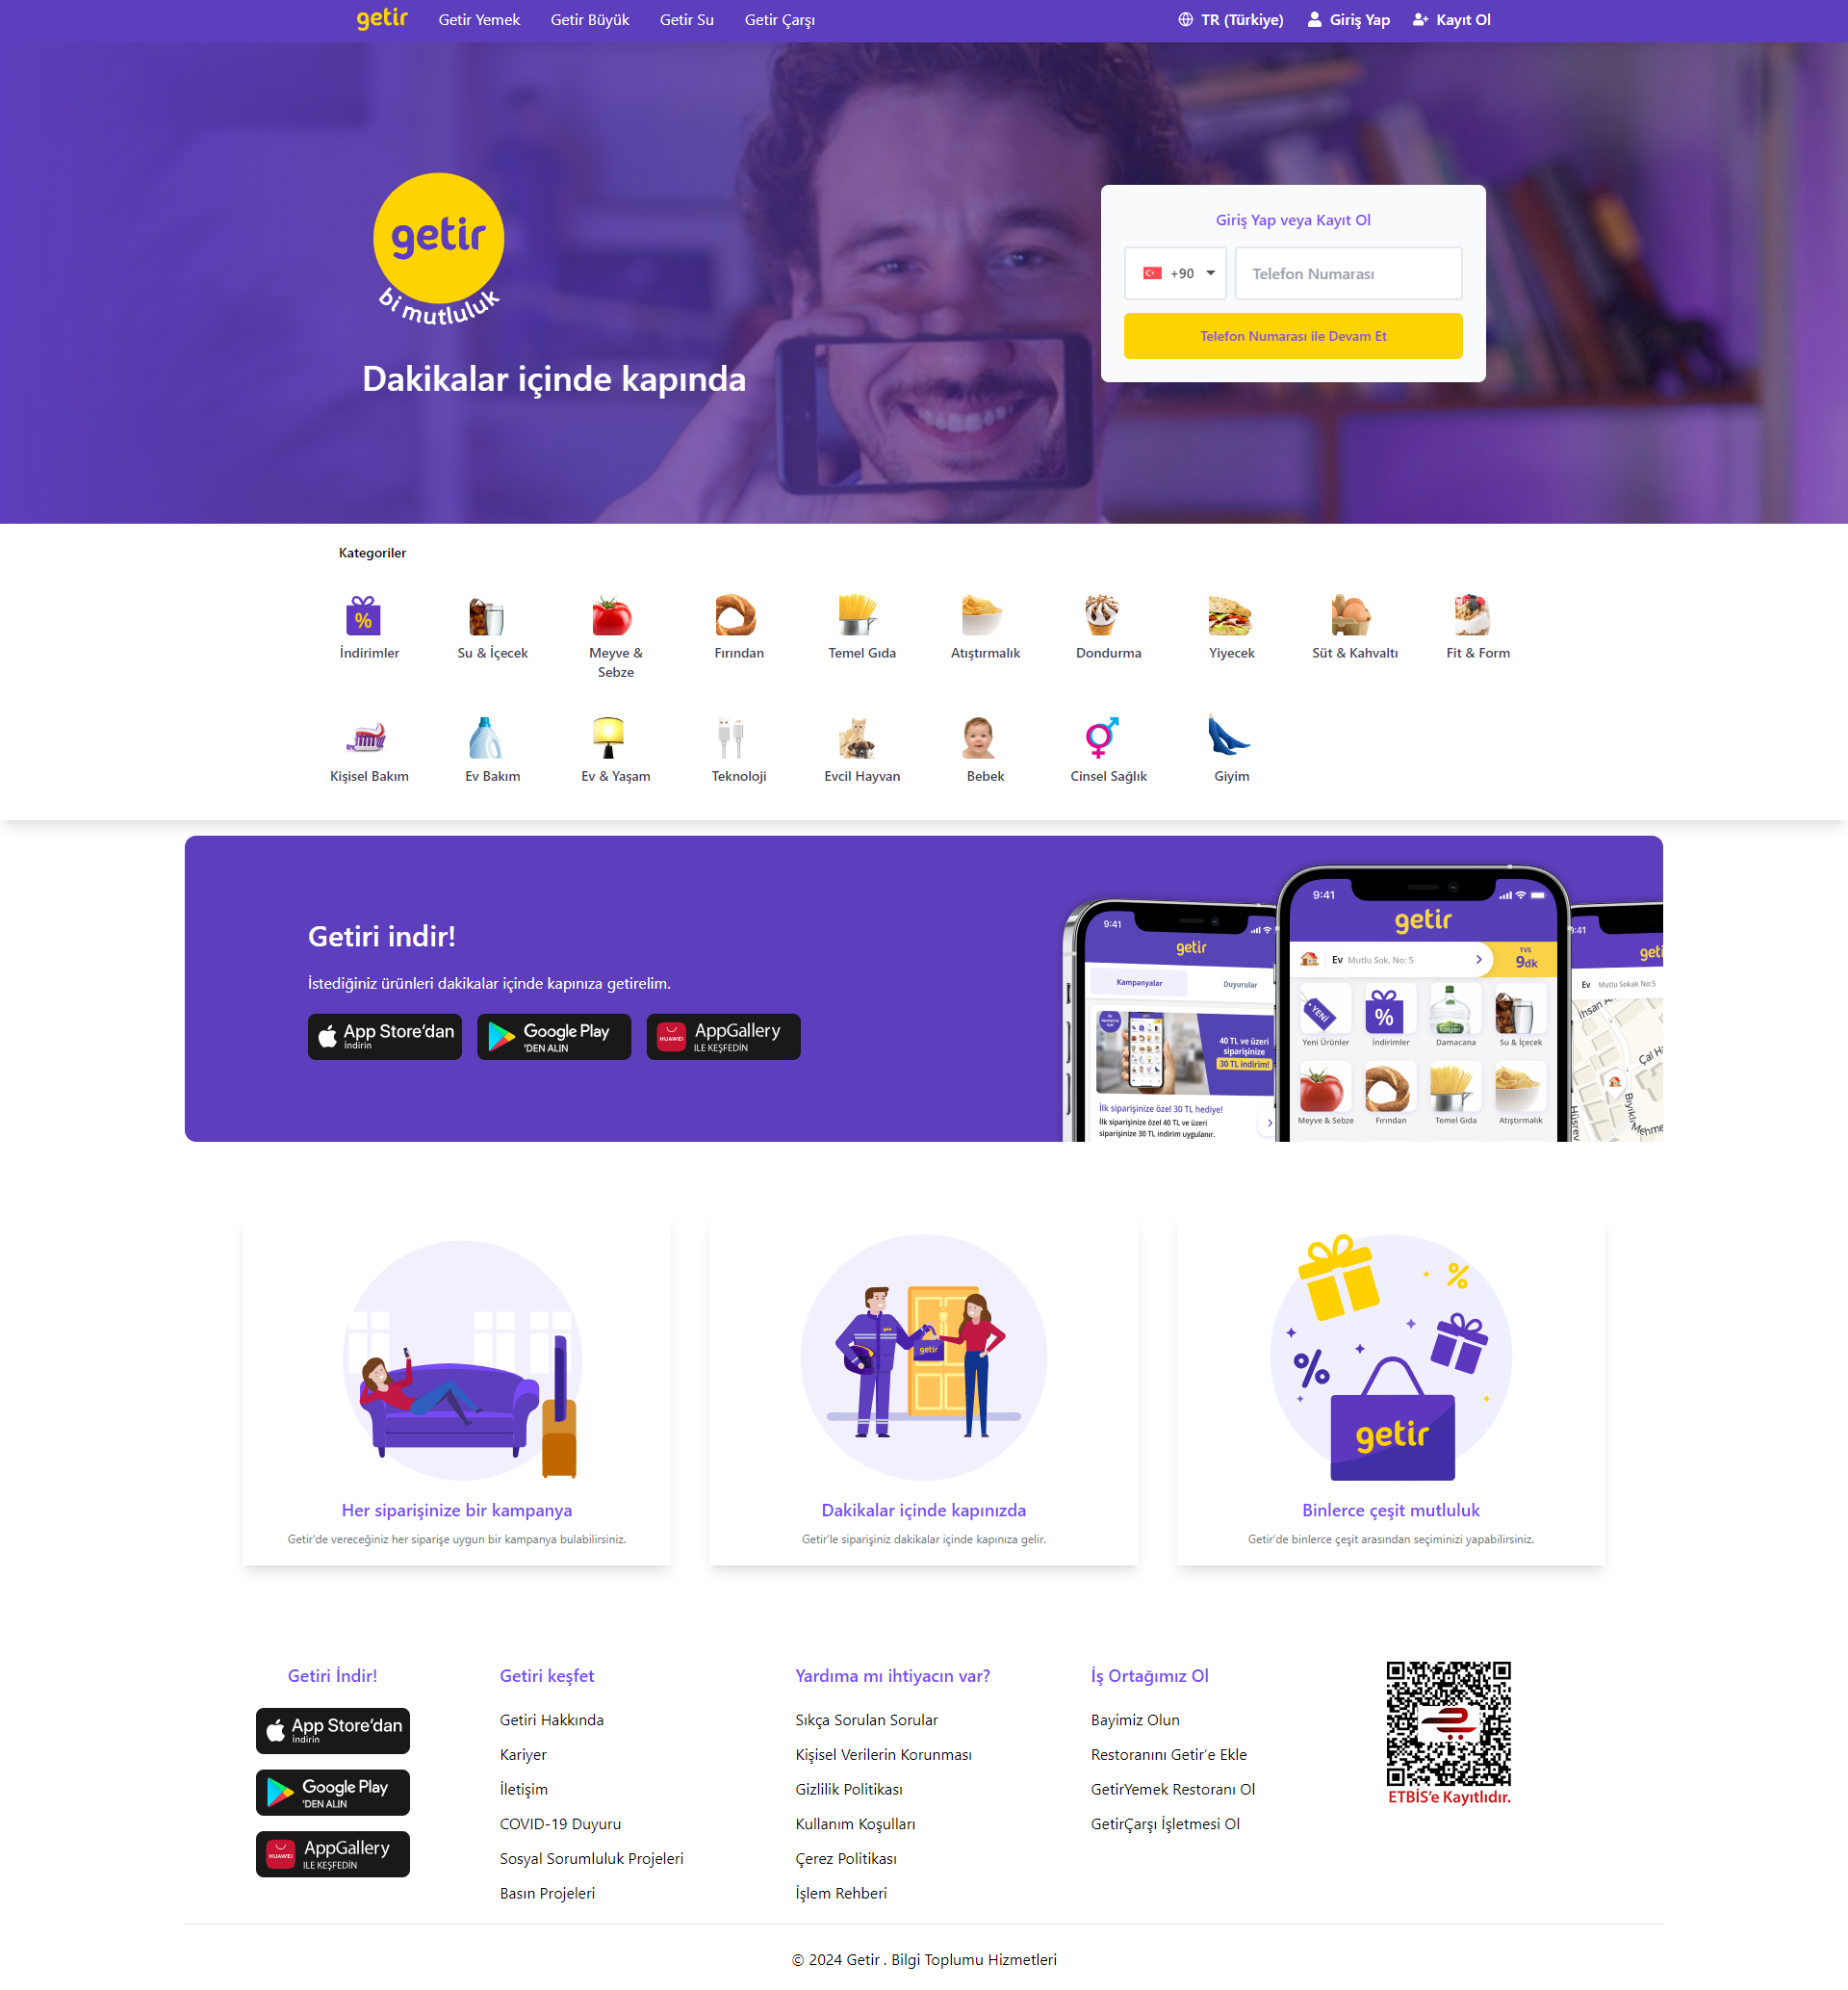 getir
Getir Yemek
Getir Büyük
Getir Su
Getir Çarşı
TR (Türkiye)
Giriş Yap
Kayıt Ol
getir
bi mutluluk
Dakikalar içinde kapında
Giriş Yap veya Kayıt Ol
+90
Telefon Numarası
Telefon Numarası ile Devam Et
Kategoriler
%
İndirimler
Su & İçecek
Meyve &
Sebze
Fırından
Temel Gıda
Atıştırmalık
Dondurma
Yiyecek
Süt & Kahvaltı
Fit & Form
Kişisel Bakım
Ev Bakım
Ev & Yaşam
Teknoloji
Evcil Hayvan
Bebek
Cinsel Sağlık
Giyim
Getiri indir!
İstediğiniz ürünleri dakikalar içinde kapınıza getirelim.
App Store'dan
İndirin
Google Play
'DEN ALIN
HUAWEI
AppGallery
ILE KEŞFEDİN
9:41
getir
Kampanyalar
Duyurular
40 TL ve üzeri
siparişinize
30 TL indirim!
İlk siparişinize özel 30 TL hediye!
İlk siparişinize özel 40 TL ve üzeri
siparişinize 30 TL indirim uygulanır.
9:41
getir
Ev Mutlu Sok. No: 5
TVS
9dk
YENİ
%
Yeni Ürünler
İndirimler
Damacana
Su & İçecek
Meyve & Sebze
Fırından
Temel Gıda
Atıştırmalık
9:41
Ev Mutlu Sokak No:5
getir
getir
% %
getir
Her siparişinize bir kampanya
Getir'de vereceğiniz her siparişe uygun bir kampanya bulabilirsiniz.
Dakikalar içinde kapınızda
Getir'le siparişiniz dakikalar içinde kapınıza gelir.
Binlerce çeşit mutluluk
Getir'de binlerce çeşit arasından seçiminizi yapabilirsiniz.
Getiri İndir!
App Store'dan
İndirin
Google Play
'DEN ALIN
HUAWEI
AppGallery
ILE KEŞFEDİN
Getiri keşfet
Getiri Hakkında
Kariyer
İletişim
COVID-19 Duyuru
Sosyal Sorumluluk Projeleri
Basın Projeleri
Yardıma mı ihtiyacın var?
Sıkça Sorulan Sorular
Kişisel Verilerin Korunması
Gizlilik Politikası
Kullanım Koşulları
Çerez Politikası
İşlem Rehberi
İş Ortağımız Ol
Bayimiz Olun
Restoranını Getir'e Ekle
GetirYemek Restoranı Ol
GetirÇarşı İşletmesi Ol
ETBİS'e Kayıtlıdır.
© 2024 Getir . Bilgi Toplumu Hizmetleri